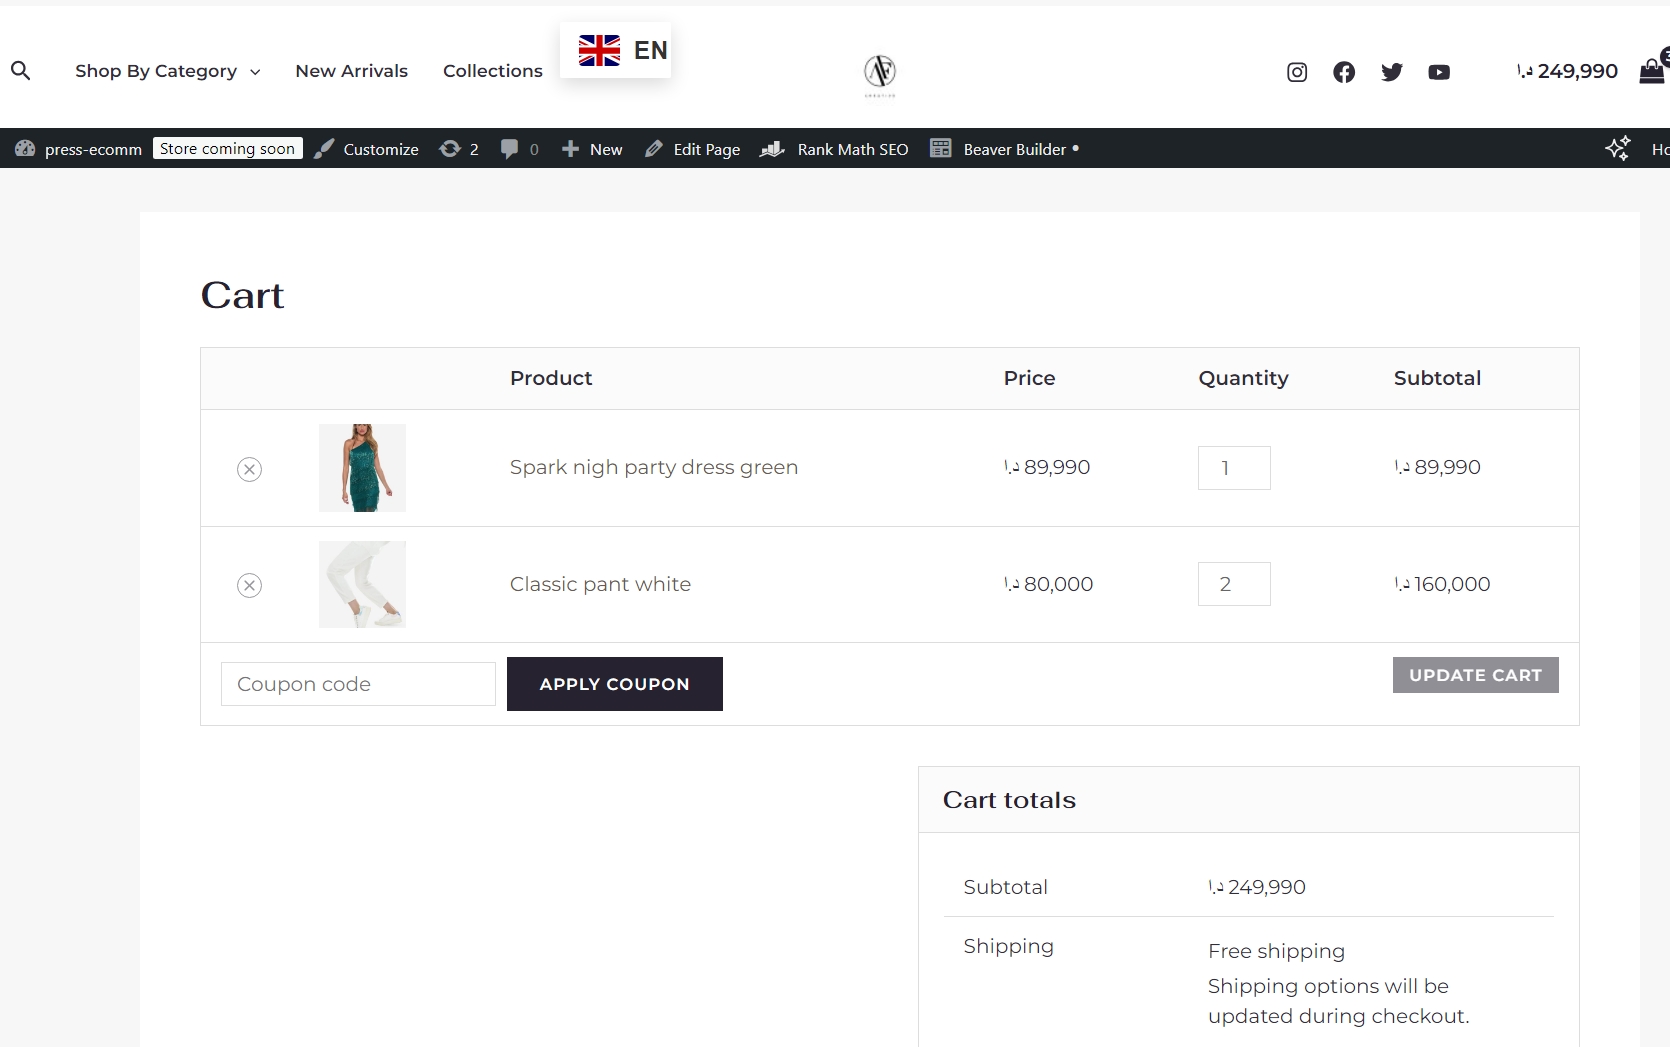 Shop By Category
New Arrivals
Collections
EN
د.ا 249,990
press-ecomm
Store coming soon
Customize
2
0
New
Edit Page
Rank Math SEO
Beaver Builder •
Cart
Product Price Quantity Subtotal
Spark nigh party dress green د.ا 89,990 1 د.ا 89,990
Classic pant white د.ا 80,000 2 د.ا 160,000
Coupon code
APPLY COUPON
UPDATE CART
Cart totals
Subtotal د.ا 249,990
Shipping Free shipping
Shipping options will be
updated during checkout.